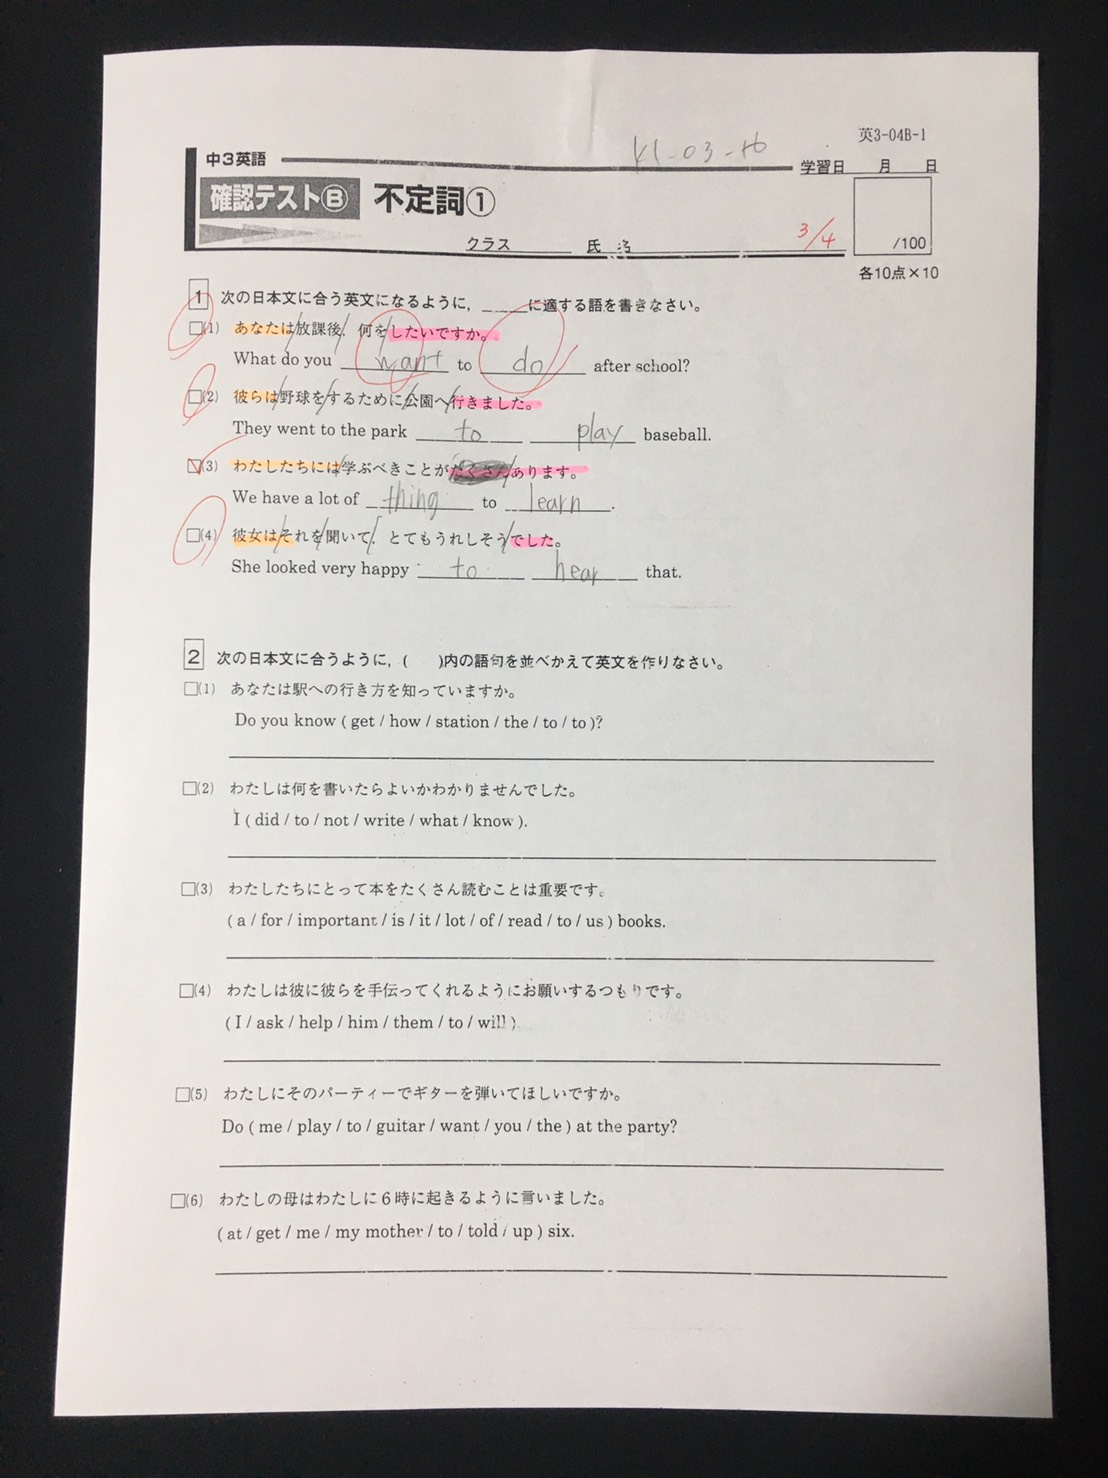 英3-04B-1
K1-03-16
中3英語
学習日 月 日
確認テストⒷ 不定詞①
クラス 氏 名
3/4
/100
各10点×10
1 次の日本文に合う英文になるように，____に適する語を書きなさい。
□(1) あなたは/放課後/，何を/したいですか。
What do you want to do after school?
□(2) 彼らは/野球を/するために/公園へ/行きました。
They went to the park to play baseball.
□(3) わたしたちには/学ぶべきことがたくさん/あります。
We have a lot of thing to learn.
□(4) 彼女は/それを/聞いて/，とてもうれしそう/でした。
She looked very happy to hear that.
2 次の日本文に合うように，( )内の語句を並べかえて英文を作りなさい。
□(1) あなたは駅への行き方を知っていますか。
Do you know ( get / how / station / the / to / to )?
□(2) わたしは何を書いたらよいかわかりませんでした。
I ( did / to / not / write / what / know ).
□(3) わたしたちにとって本をたくさん読むことは重要です。
( a / for / important / is / it / lot / of / read / to / us ) books.
□(4) わたしは彼に彼らを手伝ってくれるようにお願いするつもりです。
( I / ask / help / him / them / to / will )
□(5) わたしにそのパーティーでギターを弾いてほしいですか。
Do ( me / play / to / guitar / want / you / the ) at the party?
□(6) わたしの母はわたしに6時に起きるように言いました。
( at / get / me / my mother / to / told / up ) six.